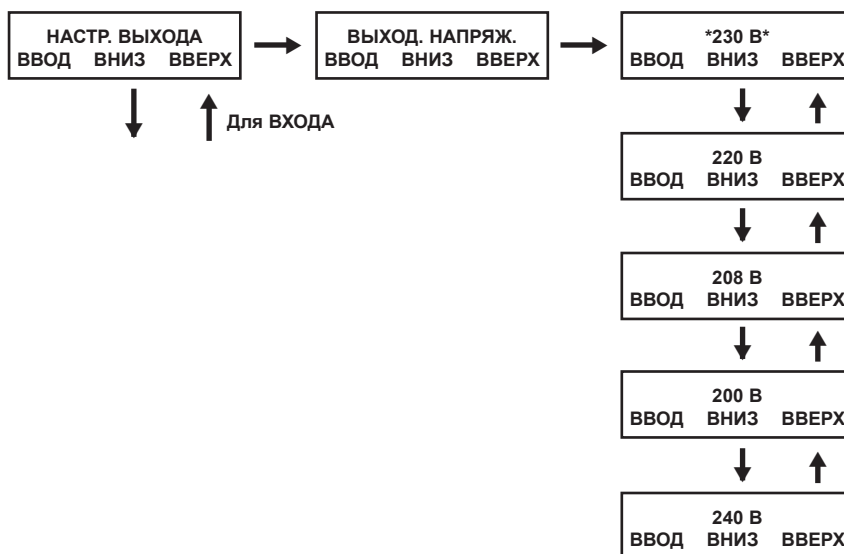 НАСТР. ВЫХОДА
ВВОД ВНИЗ ВВЕРХ
ВЫХОД. НАПРЯЖ.
ВВОД ВНИЗ ВВЕРХ
*230 В*
ВВОД ВНИЗ ВВЕРХ
Для ВХОДА
220 В
ВВОД ВНИЗ ВВЕРХ
208 В
ВВОД ВНИЗ ВВЕРХ
200 В
ВВОД ВНИЗ ВВЕРХ
240 В
ВВОД ВНИЗ ВВЕРХ